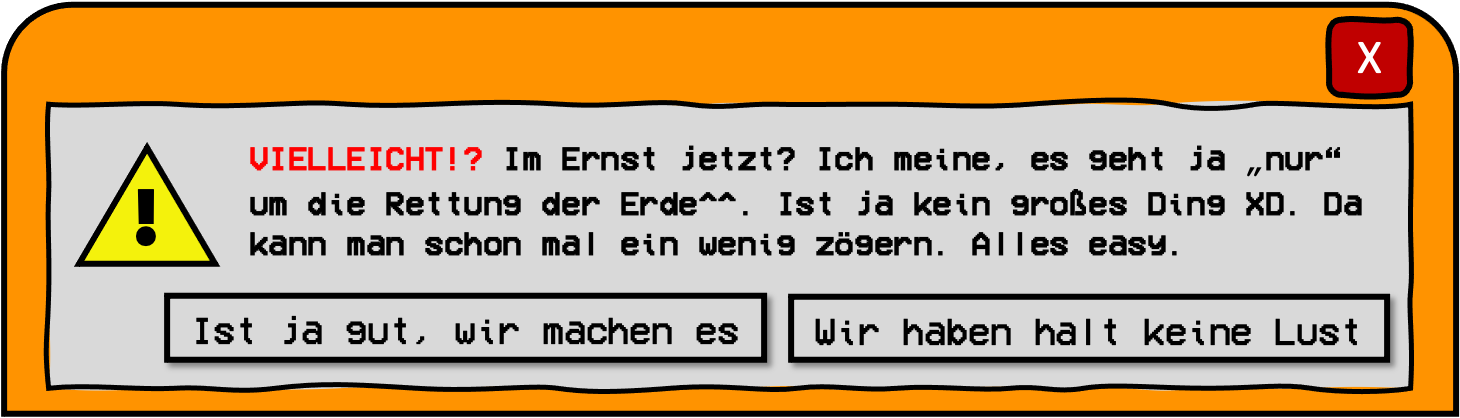 X
VIELLEICHT!? Im Ernst jetzt? Ich meine, es geht ja „nur“
um die Rettung der Erde^^. Ist ja kein großes Ding XD. Da
kann man schon mal ein wenig zögern. Alles easy.
Ist ja gut, wir machen es
Wir haben halt keine Lust